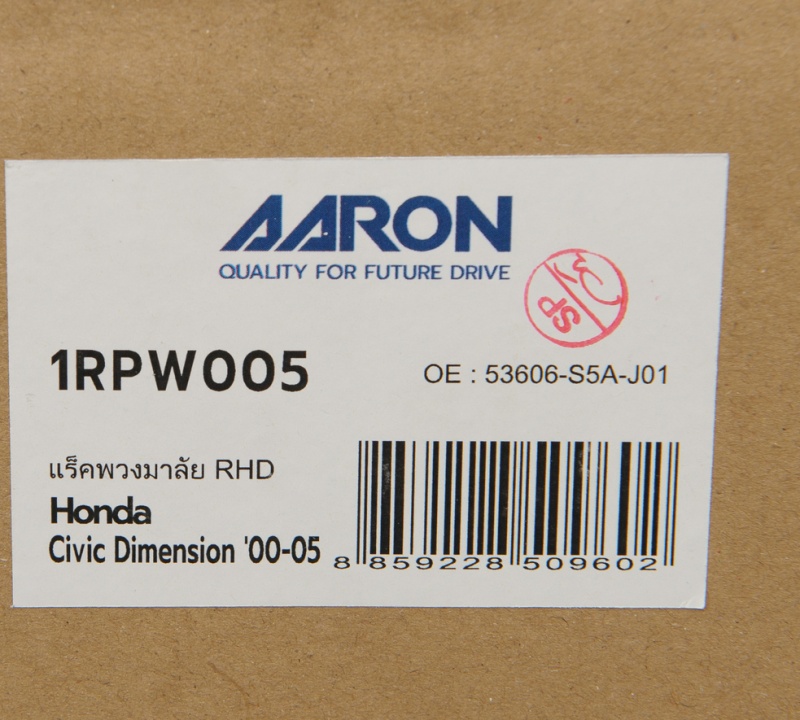 AARON
QUALITY FOR FUTURE DRIVE
SP
1RPW005
OE : 53606-S5A-J01
แร็คพวงมาลัย RHD
Honda
Civic Dimension '00-05
8 859228 509602